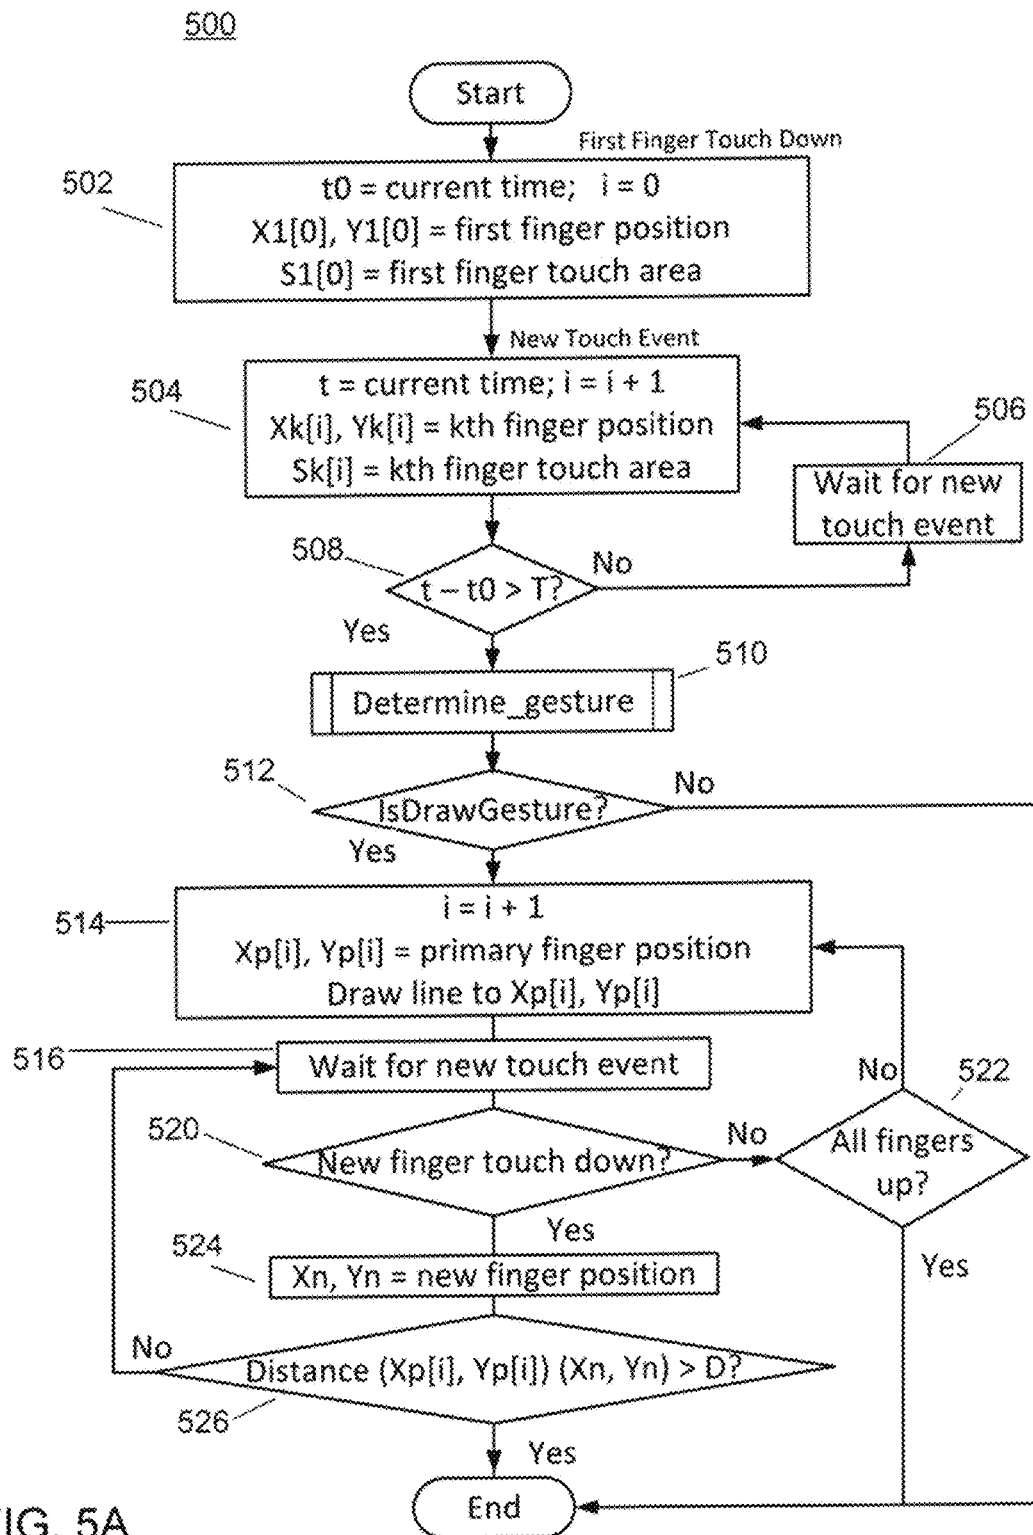 500
Start
First Finger Touch Down
502
t0 = current time; i = 0
X1[0], Y1[0] = first finger position
S1[0] = first finger touch area
New Touch Event
504
t = current time; i = i + 1
Xk[i], Yk[i] = kth finger position
Sk[i] = kth finger touch area
506
Wait for new
touch event
508
t – t0 > T?
No
Yes
510
Determine_gesture
512
IsDrawGesture?
No
Yes
514
i = i + 1
Xp[i], Yp[i] = primary finger position
Draw line to Xp[i], Yp[i]
516
Wait for new touch event
520
New finger touch down?
No
522
All fingers
up?
No
Yes
Yes
524
Xn, Yn = new finger position
No
Distance (Xp[i], Yp[i]) (Xn, Yn) > D?
526
Yes
End
FIG. 5A